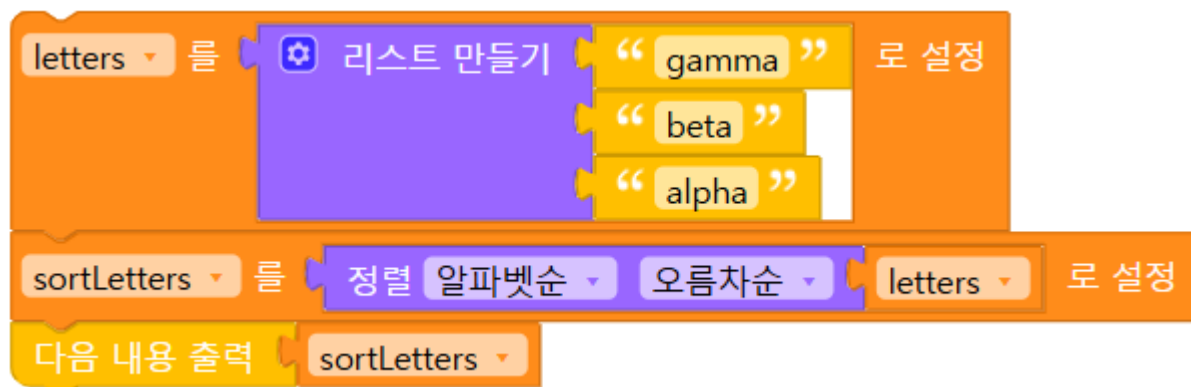 letters 를 리스트 만들기 “ gamma ” 로 설정
“ beta ”
“ alpha ”
sortLetters 를 정렬 알파벳순 오름차순 letters 로 설정
다음 내용 출력 sortLetters